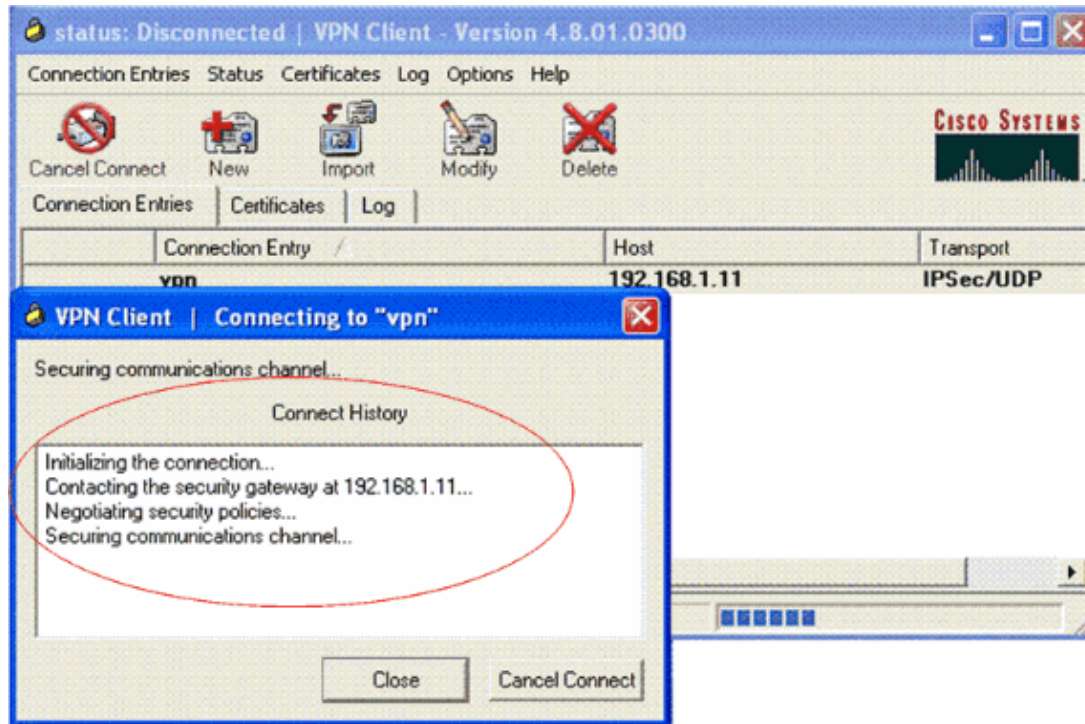 status: Disconnected | VPN Client - Version 4.8.01.0300
Connection Entries Status Certificates Log Options Help
Cancel Connect New Import Modify Delete
CISCO SYSTEMS
Connection Entries Certificates Log
Connection Entry Host Transport
vpn 192.168.1.11 IPSec/UDP
VPN Client | Connecting to "vpn"
Securing communications channel...
Connect History
Initializing the connection...
Contacting the security gateway at 192.168.1.11...
Negotiating security policies...
Securing communications channel...
Close Cancel Connect